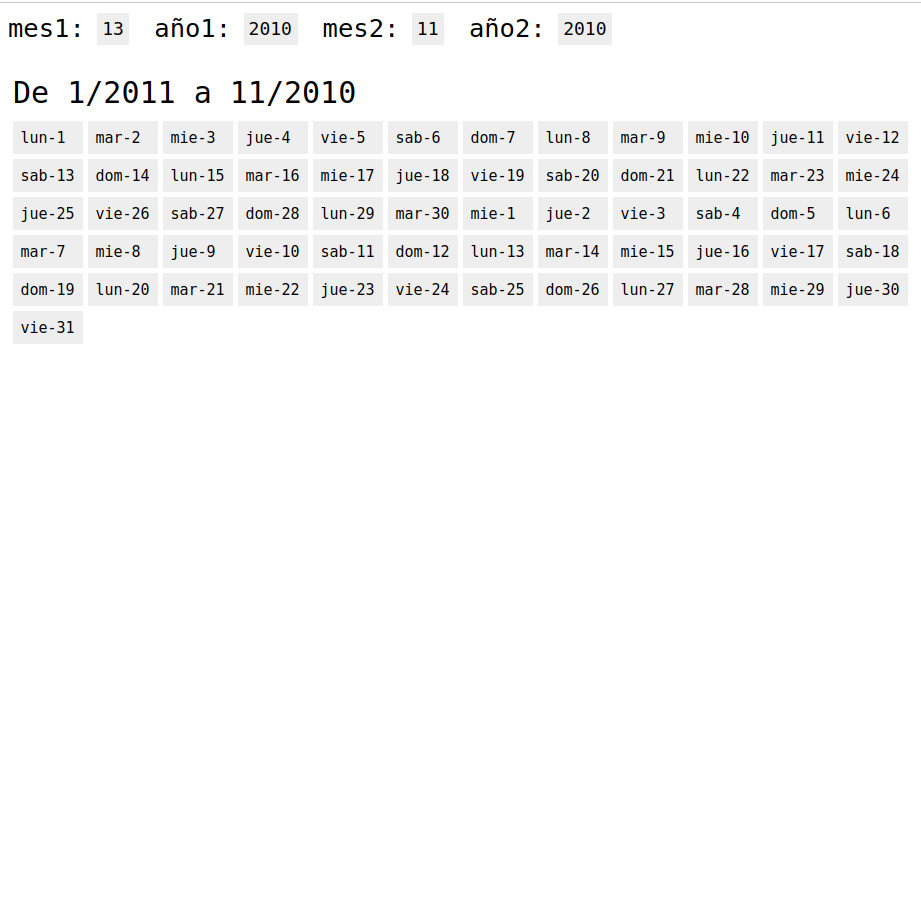 mes1: 13 año1: 2010 mes2: 11 año2: 2010
De 1/2011 a 11/2010
lun-1 mar-2 mie-3 jue-4 vie-5 sab-6 dom-7 lun-8 mar-9 mie-10 jue-11 vie-12
sab-13 dom-14 lun-15 mar-16 mie-17 jue-18 vie-19 sab-20 dom-21 lun-22 mar-23 mie-24
jue-25 vie-26 sab-27 dom-28 lun-29 mar-30 mie-1 jue-2 vie-3 sab-4 dom-5 lun-6
mar-7 mie-8 jue-9 vie-10 sab-11 dom-12 lun-13 mar-14 mie-15 jue-16 vie-17 sab-18
dom-19 lun-20 mar-21 mie-22 jue-23 vie-24 sab-25 dom-26 lun-27 mar-28 mie-29 jue-30
vie-31